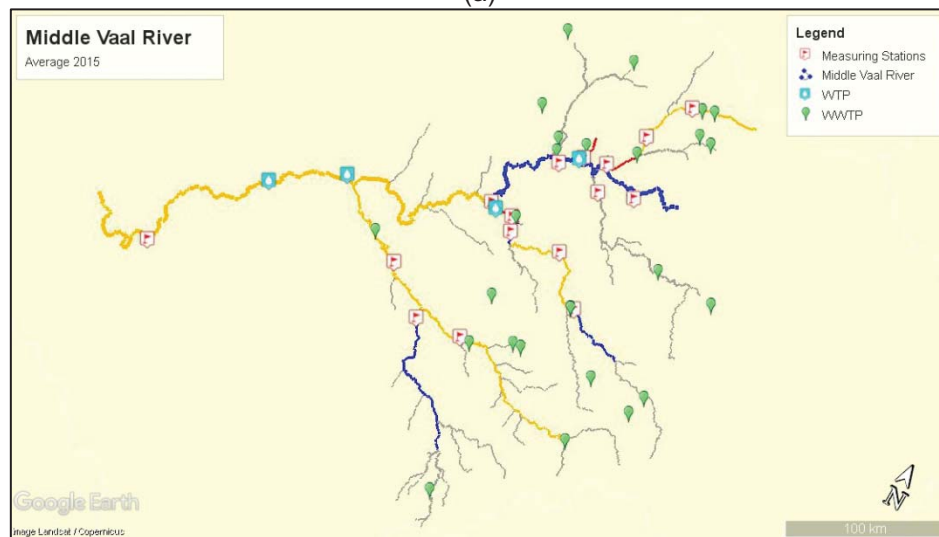 (a)
Middle Vaal River
Average 2015
Legend
Measuring Stations
Middle Vaal River
WTP
WWTP
N
Google Earth
Image Landsat / Copernicus
100 km